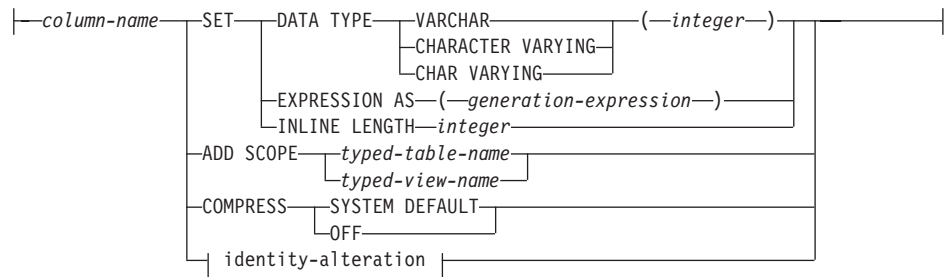 column-name SET DATA TYPE VARCHAR ( integer )
CHARACTER VARYING
CHAR VARYING
EXPRESSION AS ( generation-expression )
INLINE LENGTH integer
ADD SCOPE typed-table-name
typed-view-name
COMPRESS SYSTEM DEFAULT
OFF
identity-alteration